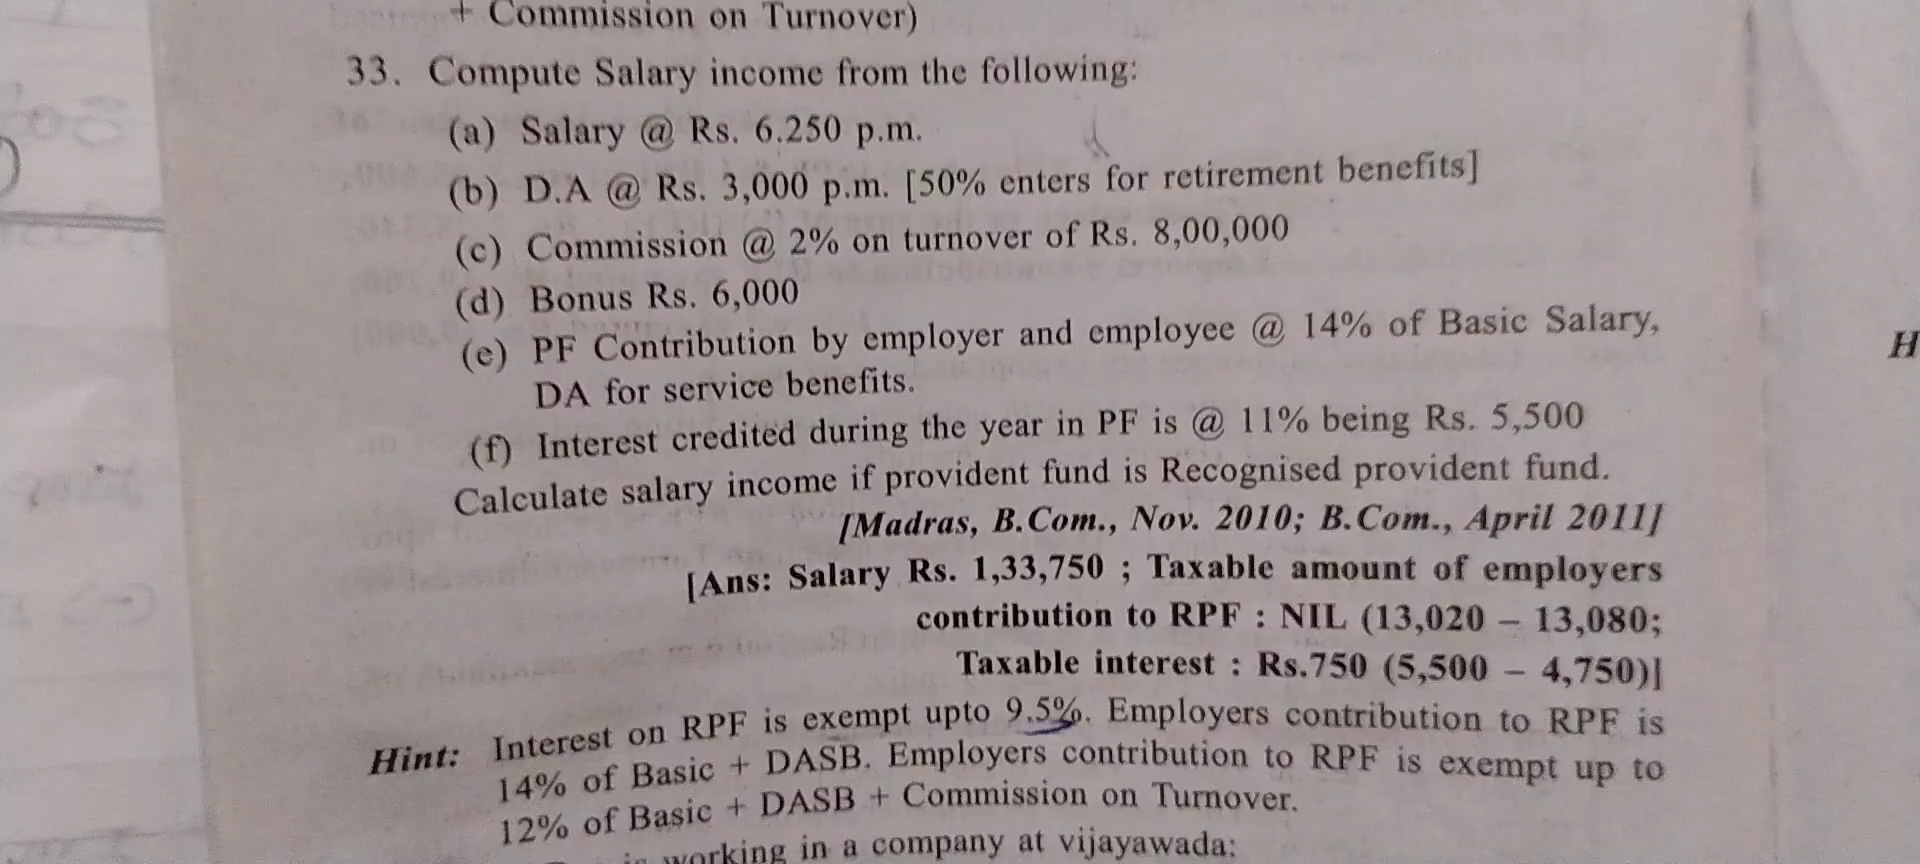 + Commission on Turnover)
33. Compute Salary income from the following:
(a) Salary @ Rs. 6.250 p.m.
(b) D.A @ Rs. 3,000 p.m. [50% enters for retirement benefits]
(c) Commission @ 2% on turnover of Rs. 8,00,000
(d) Bonus Rs. 6,000
(e) PF Contribution by employer and employee @ 14% of Basic Salary,
DA for service benefits.
(f) Interest credited during the year in PF is @ 11% being Rs. 5,500
Calculate salary income if provident fund is Recognised provident fund.
[Madras, B.Com., Nov. 2010; B.Com., April 2011]
[Ans: Salary Rs. 1,33,750 ; Taxable amount of employers
contribution to RPF : NIL (13,020 – 13,080;
Taxable interest : Rs.750 (5,500 – 4,750)]
Hint: Interest on RPF is exempt upto 9.5%. Employers contribution to RPF is
14% of Basic + DASB. Employers contribution to RPF is exempt up to
12% of Basic + DASB + Commission on Turnover.
working in a company at vijayawada:
H